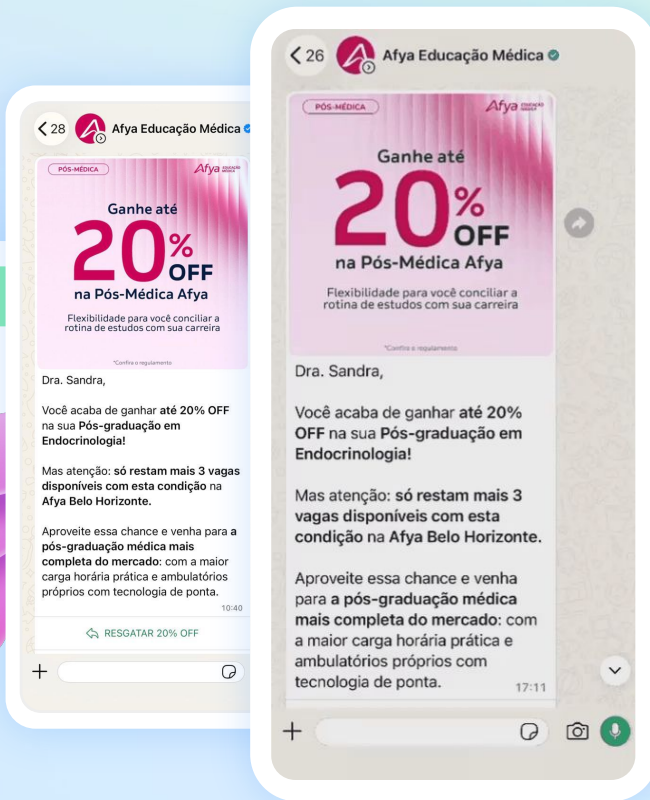 28
Afya Educação Médica
PÓS-MÉDICA
Afya EDUCAÇÃO MÉDICA
Ganhe até
20%
OFF
na Pós-Médica Afya
Flexibilidade para você conciliar a
rotina de estudos com sua carreira
*Confira o regulamento
Dra. Sandra,
Você acaba de ganhar até 20% OFF
na sua Pós-graduação em
Endocrinologia!
Mas atenção: só restam mais 3 vagas
disponíveis com esta condição na
Afya Belo Horizonte.
Aproveite essa chance e venha para a
pós-graduação médica mais
completa do mercado: com a maior
carga horária prática e ambulatórios
próprios com tecnologia de ponta.
10:40
RESGATAR 20% OFF
26
Afya Educação Médica
PÓS-MÉDICA
Afya EDUCAÇÃO MÉDICA
Ganhe até
20%
OFF
na Pós-Médica Afya
Flexibilidade para você conciliar a
rotina de estudos com sua carreira
*Confira o regulamento
Dra. Sandra,
Você acaba de ganhar até 20%
OFF na sua Pós-graduação em
Endocrinologia!
Mas atenção: só restam mais 3
vagas disponíveis com esta
condição na Afya Belo Horizonte.
Aproveite essa chance e venha
para a pós-graduação médica
mais completa do mercado: com
a maior carga horária prática e
ambulatórios próprios com
tecnologia de ponta.
17:11